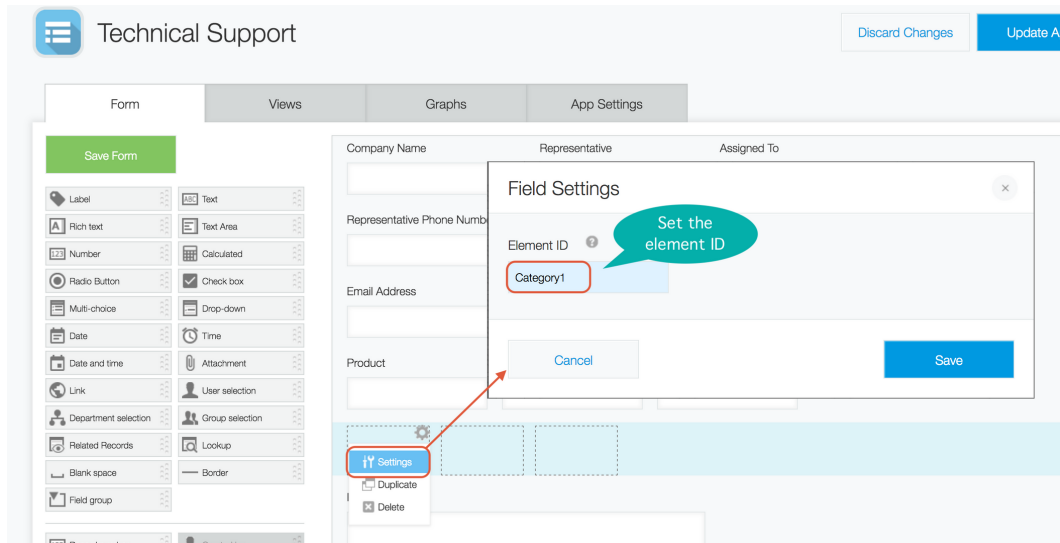 Technical Support
Discard Changes
Update A
Form
Views
Graphs
App Settings
Save Form
Label
ABC Text
A Rich text
Text Area
123 Number
Calculated
Radio Button
Check box
Multi-choice
Drop-down
Date
Time
Date and time
Attachment
Link
User selection
Department selection
Group selection
Related Records
Lookup
Blank space
Border
Field group
Company Name
Representative
Assigned To
Representative Phone Numbe
Email Address
Product
Field Settings
Element ID
Set the
element ID
Category1
Cancel
Save
Settings
Duplicate
Delete